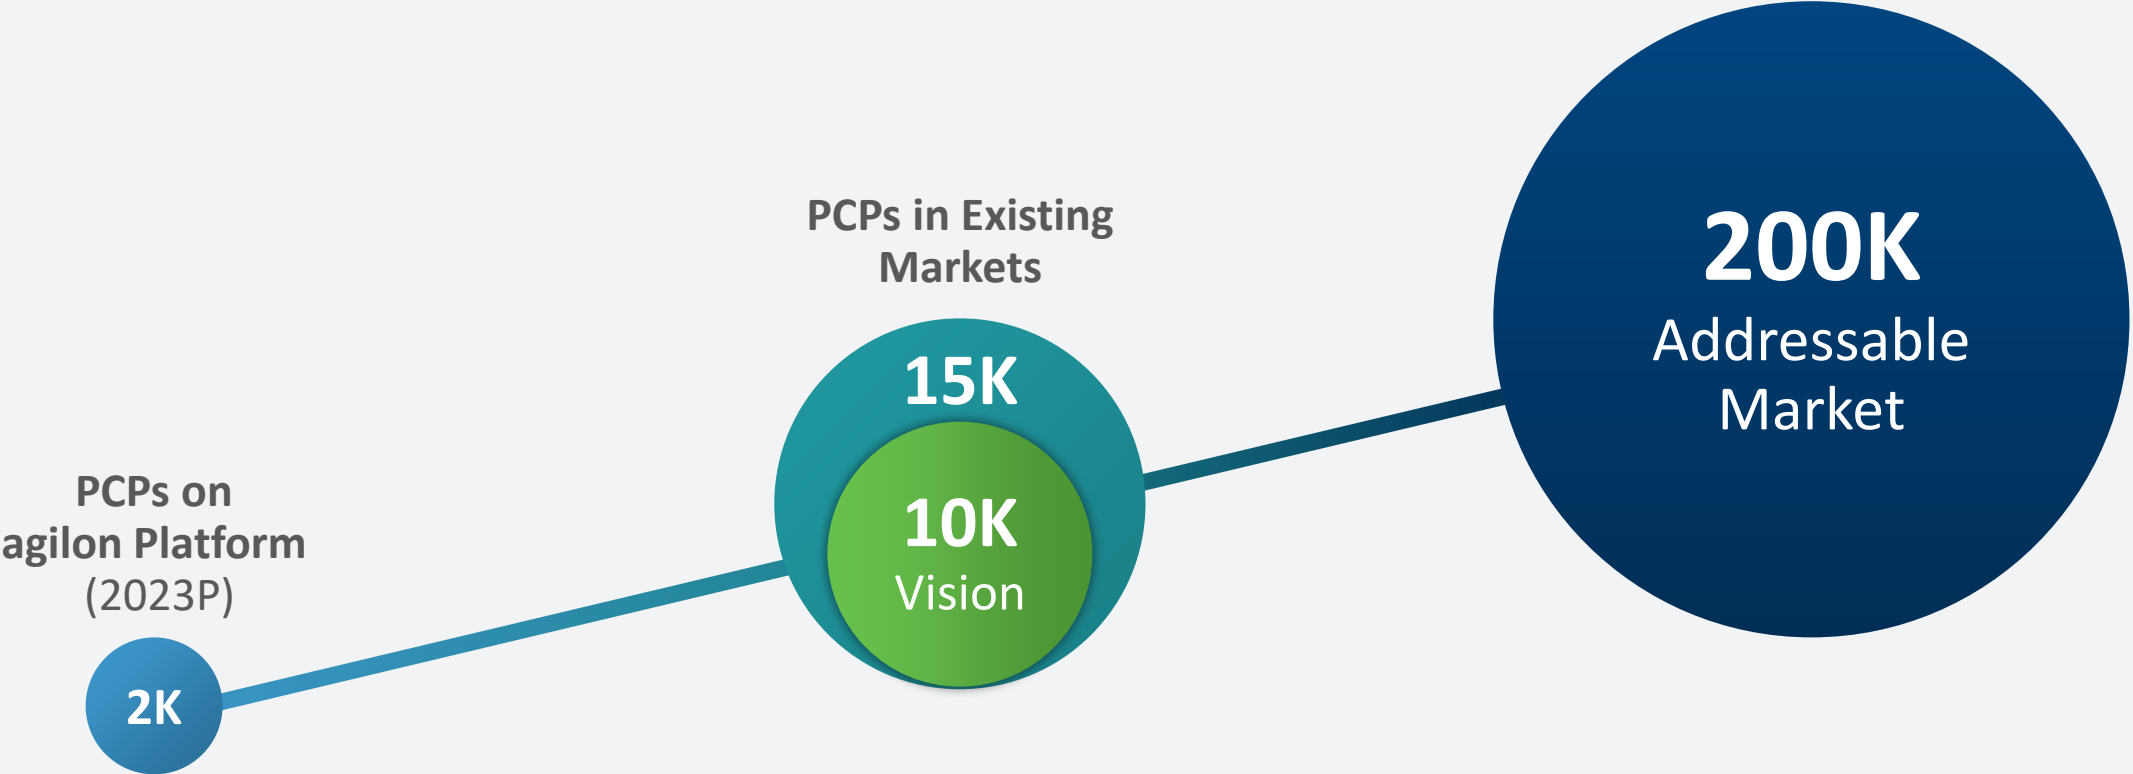 PCPs on
agilon Platform
(2023P)
2K
PCPs in Existing
Markets
15K
10K
Vision
200K
Addressable
Market